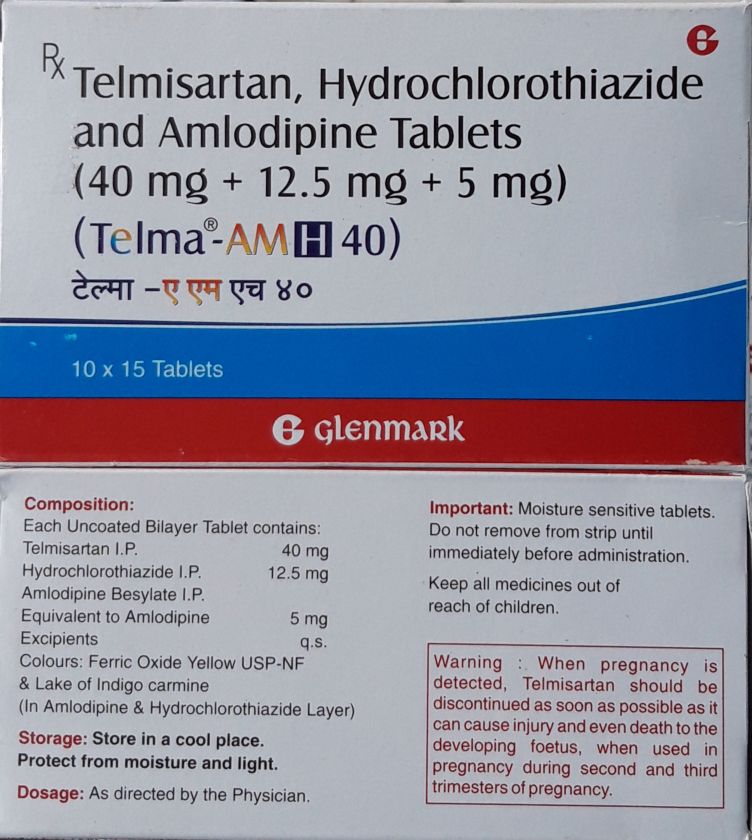 Rx Telmisartan, Hydrochlorothiazide
and Amlodipine Tablets
(40 mg + 12.5 mg + 5 mg)
(Telma®-AMH 40)
टेल्मा –ए एम एच ४०
10 x 15 Tablets
GLENMARK
Composition:
Each Uncoated Bilayer Tablet contains:
Telmisartan I.P. 40 mg
Hydrochlorothiazide I.P. 12.5 mg
Amlodipine Besylate I.P.
Equivalent to Amlodipine 5 mg
Excipients q.s.
Colours: Ferric Oxide Yellow USP-NF
& Lake of Indigo carmine
(In Amlodipine & Hydrochlorothiazide Layer)
Storage: Store in a cool place.
Protect from moisture and light.
Dosage: As directed by the Physician.
Important: Moisture sensitive tablets.
Do not remove from strip until
immediately before administration.
Keep all medicines out of
reach of children.
Warning : When pregnancy is
detected, Telmisartan should be
discontinued as soon as possible as it
can cause injury and even death to the
developing foetus, when used in
pregnancy during second and third
trimesters of pregnancy.